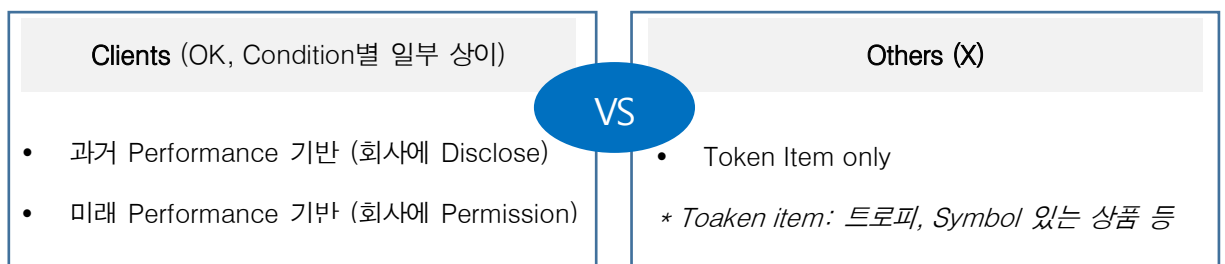 Clients (OK, Condition별 일부 상이)
• 과거 Performance 기반 (회사에 Disclose)
• 미래 Performance 기반 (회사에 Permission)
VS
Others (X)
• Token Item only
* Toaken item: 트로피, Symbol 있는 상품 등